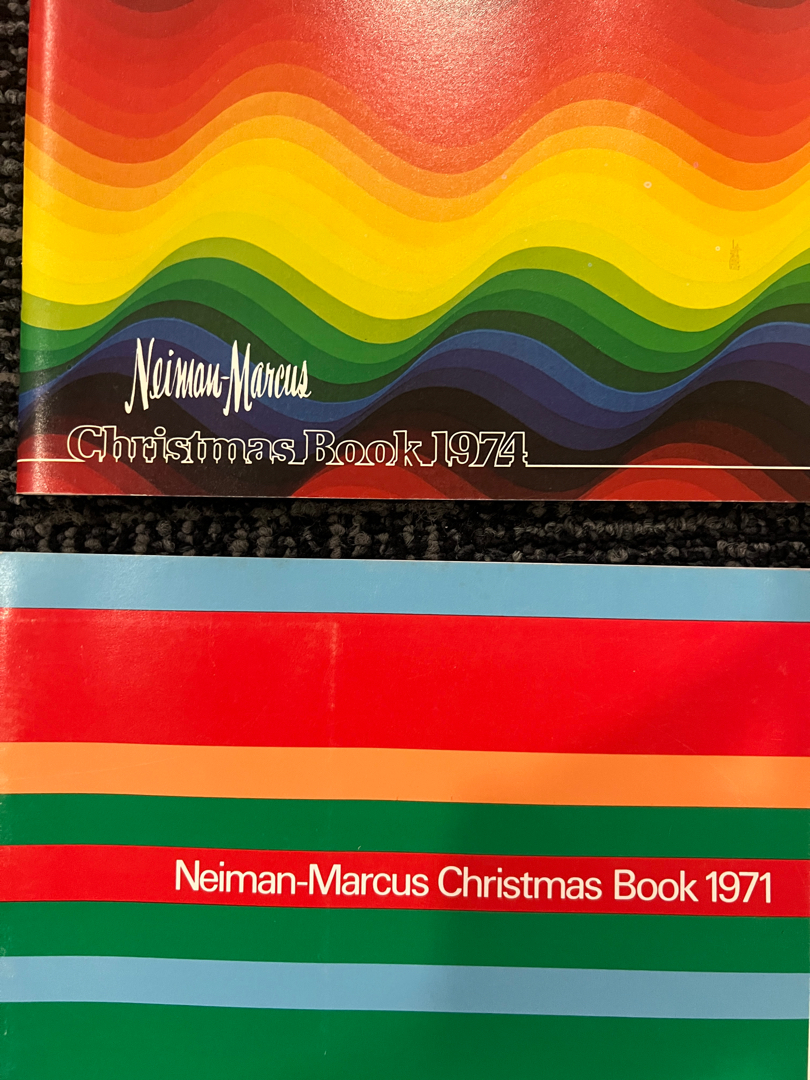 Neiman-Marcus
Christmas Book 1974
Neiman-Marcus Christmas Book 1971